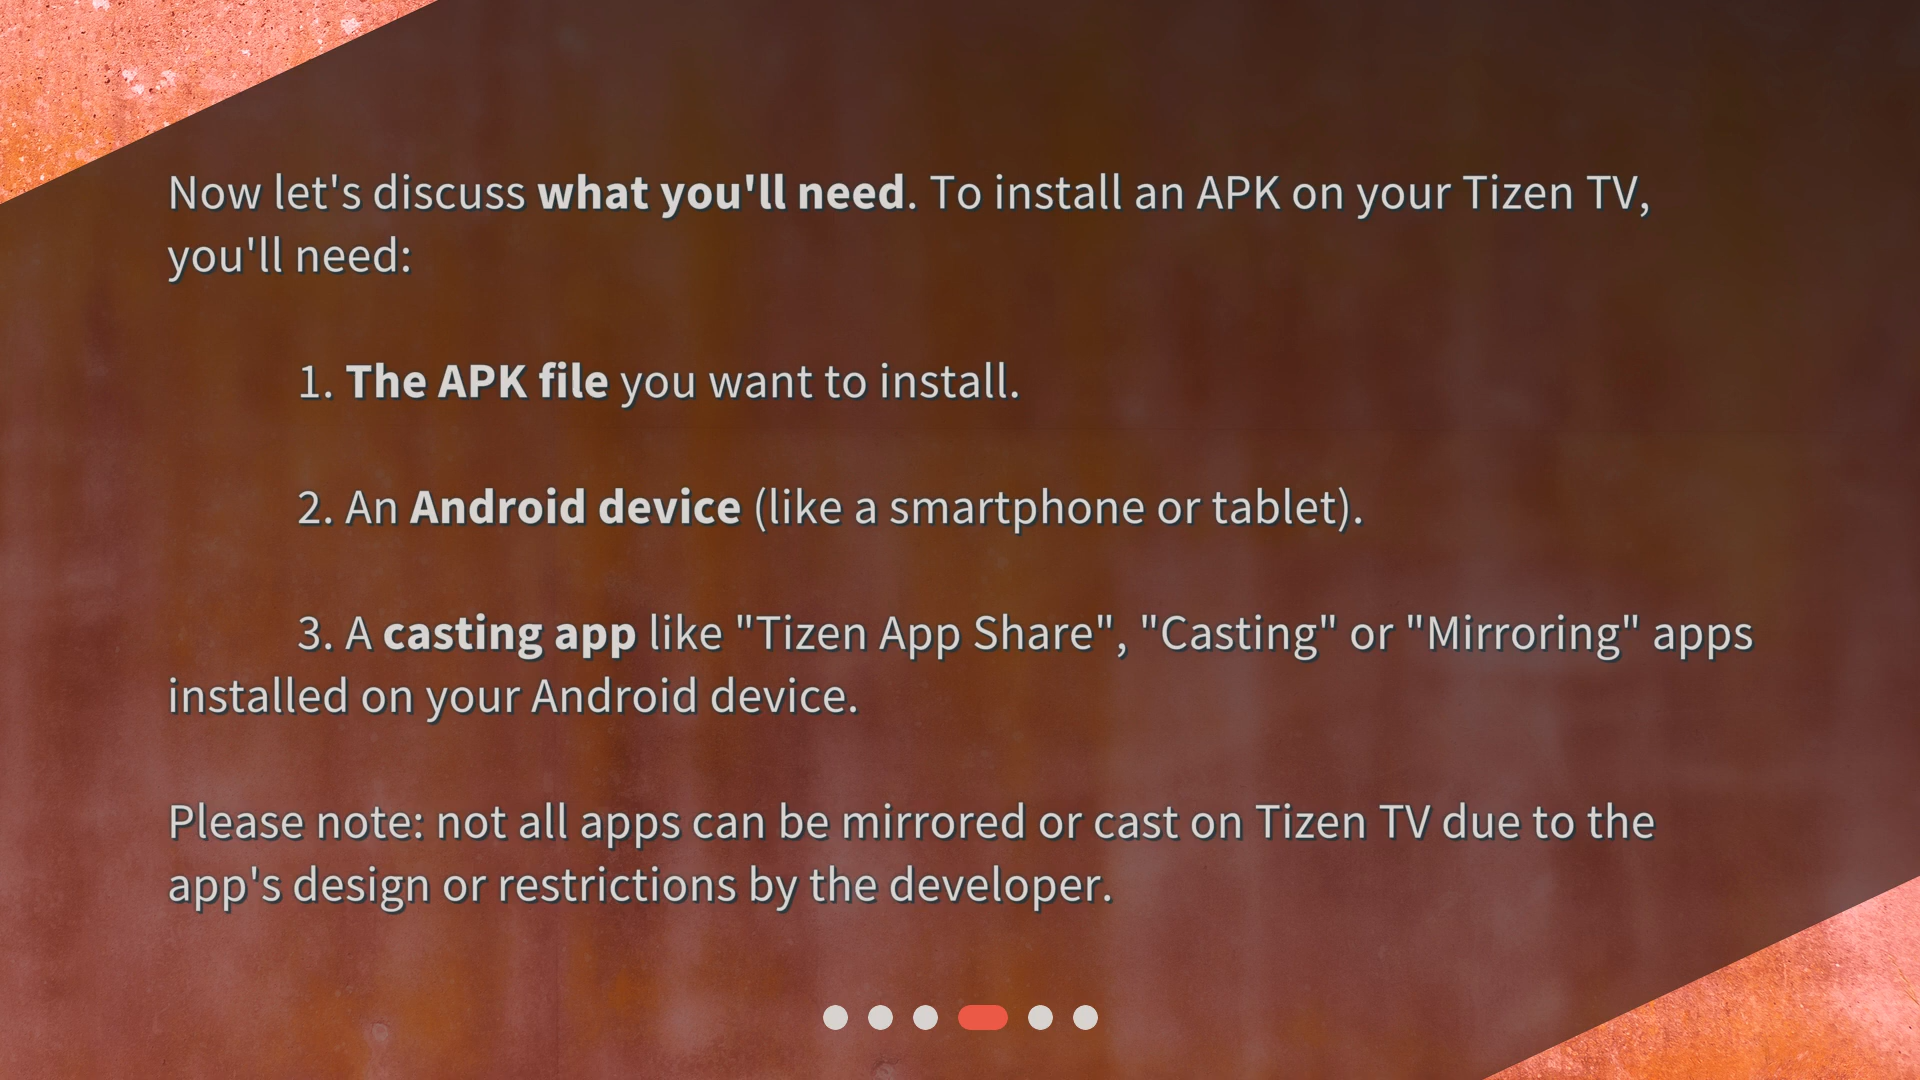 Now let's discuss what you'll need. To install an APK on your Tizen TV,
you'll need:
1. The APK file you want to install.
2. An Android device (like a smartphone or tablet).
3. A casting app like "Tizen App Share", "Casting" or "Mirroring" apps
installed on your Android device.
Please note: not all apps can be mirrored or cast on Tizen TV due to the
app's design or restrictions by the developer.